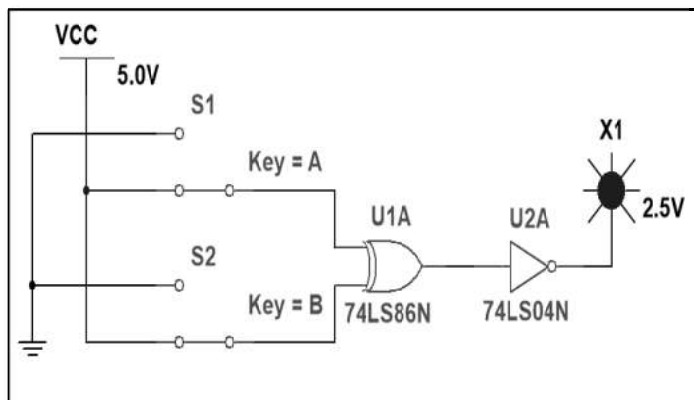 VCC
5.0V
S1
Key = A
X1
2.5V
U1A
U2A
S2
Key = B
74LS86N
74LS04N